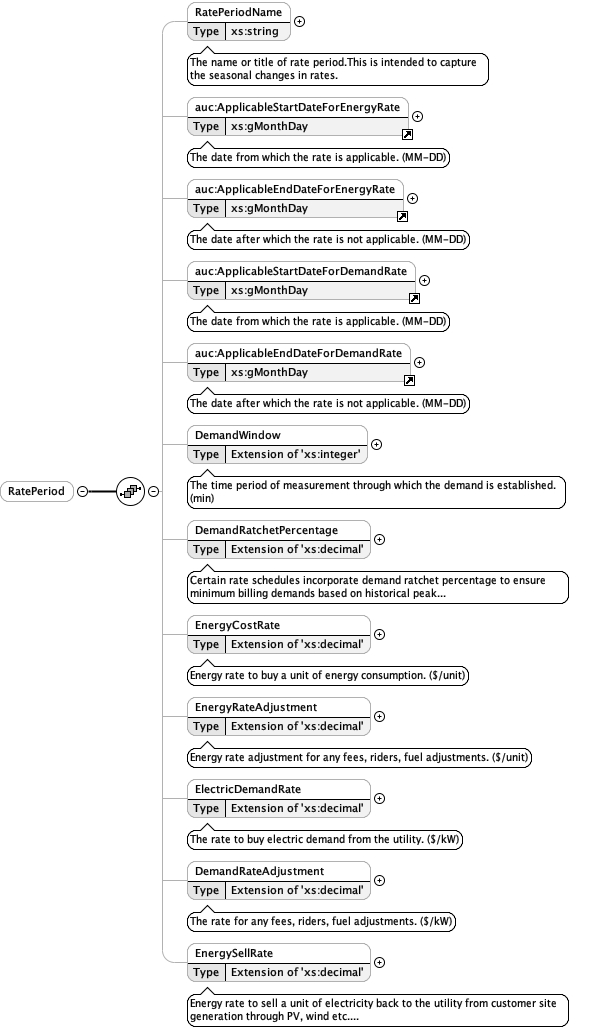 RatePeriodName
Type xs:string
The name or title of rate period.This is intended to capture
the seasonal changes in rates.
auc:ApplicableStartDateForEnergyRate
Type xs:gMonthDay
The date from which the rate is applicable. (MM-DD)
auc:ApplicableEndDateForEnergyRate
Type xs:gMonthDay
The date after which the rate is not applicable. (MM-DD)
auc:ApplicableStartDateForDemandRate
Type xs:gMonthDay
The date from which the rate is applicable. (MM-DD)
auc:ApplicableEndDateForDemandRate
Type xs:gMonthDay
The date after which the rate is not applicable. (MM-DD)
DemandWindow
Type Extension of 'xs:integer'
The time period of measurement through which the demand is established.
(min)
RatePeriod
DemandRatchetPercentage
Type Extension of 'xs:decimal'
Certain rate schedules incorporate demand ratchet percentage to ensure
minimum billing demands based on historical peak...
EnergyCostRate
Type Extension of 'xs:decimal'
Energy rate to buy a unit of energy consumption. ($/unit)
EnergyRateAdjustment
Type Extension of 'xs:decimal'
Energy rate adjustment for any fees, riders, fuel adjustments. ($/unit)
ElectricDemandRate
Type Extension of 'xs:decimal'
The rate to buy electric demand from the utility. ($/kW)
DemandRateAdjustment
Type Extension of 'xs:decimal'
The rate for any fees, riders, fuel adjustments. ($/kW)
EnergySellRate
Type Extension of 'xs:decimal'
Energy rate to sell a unit of electricity back to the utility from customer site
generation through PV, wind etc....